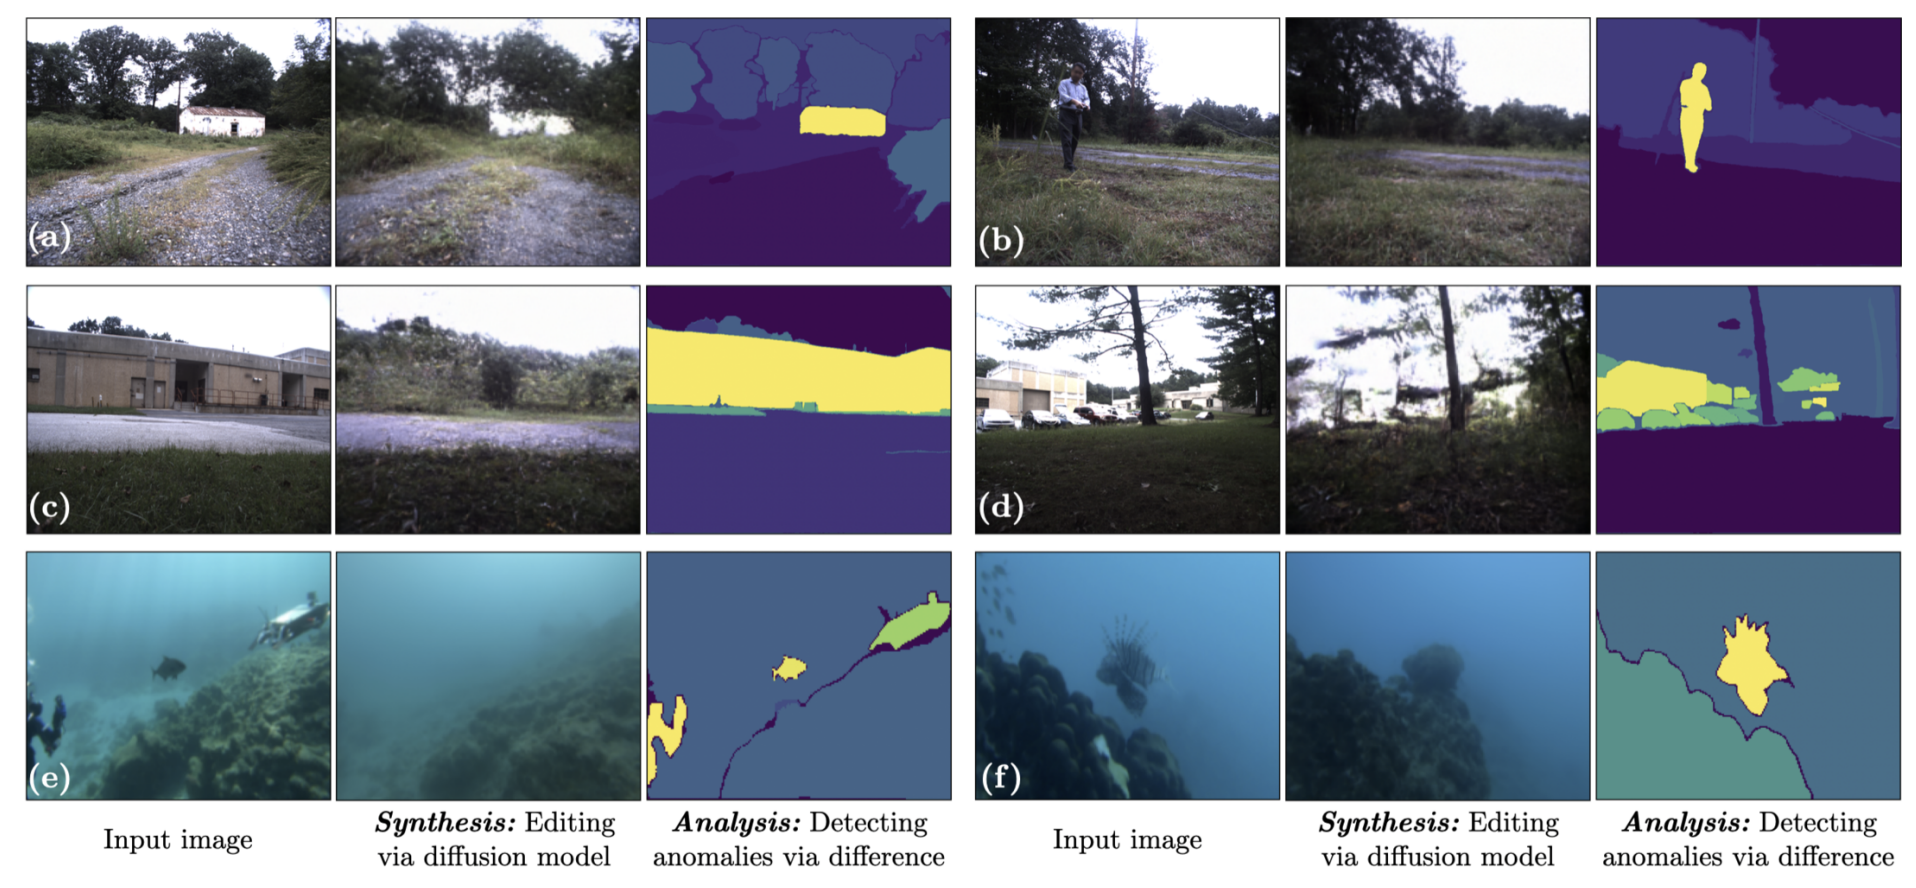 (a)
(b)
(c)
(d)
(e)
(f)
Input image
Synthesis: Editing
via diffusion model
Analysis: Detecting
anomalies via difference
Input image
Synthesis: Editing
via diffusion model
Analysis: Detecting
anomalies via difference